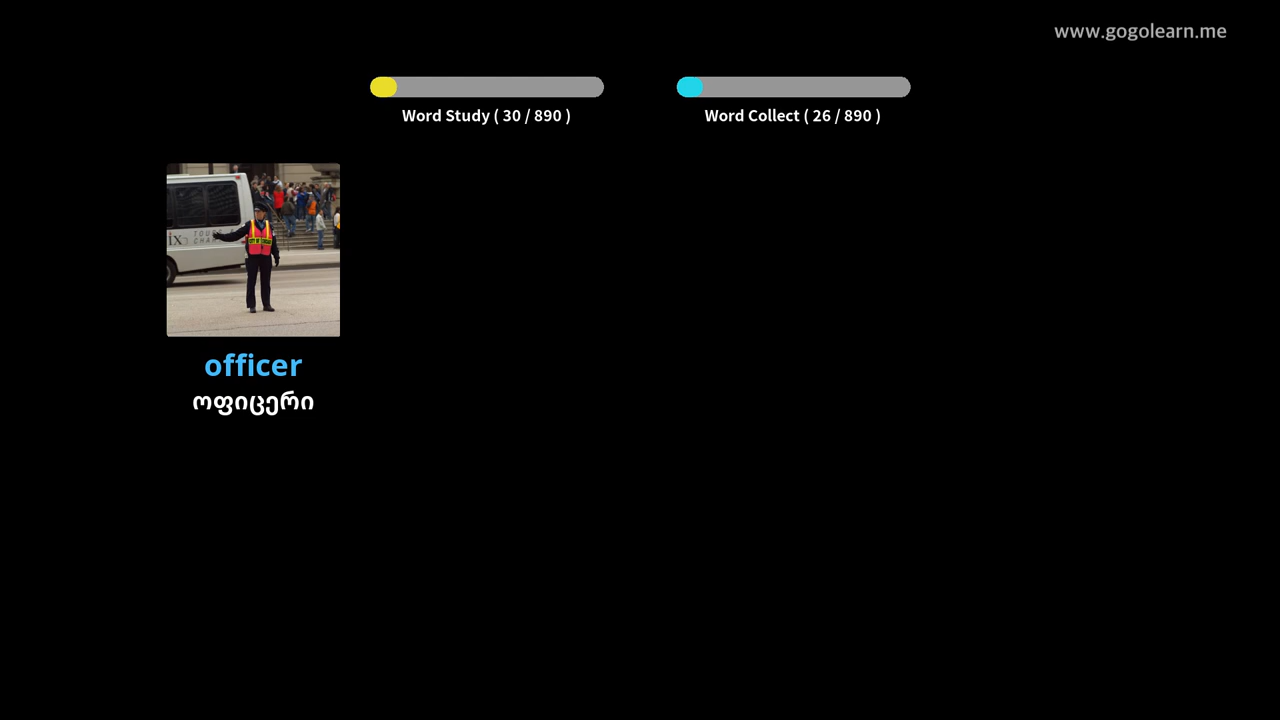 www.gogolearn.me
Word Study ( 30 / 890 )
Word Collect ( 26 / 890 )
officer
ოფიცერი